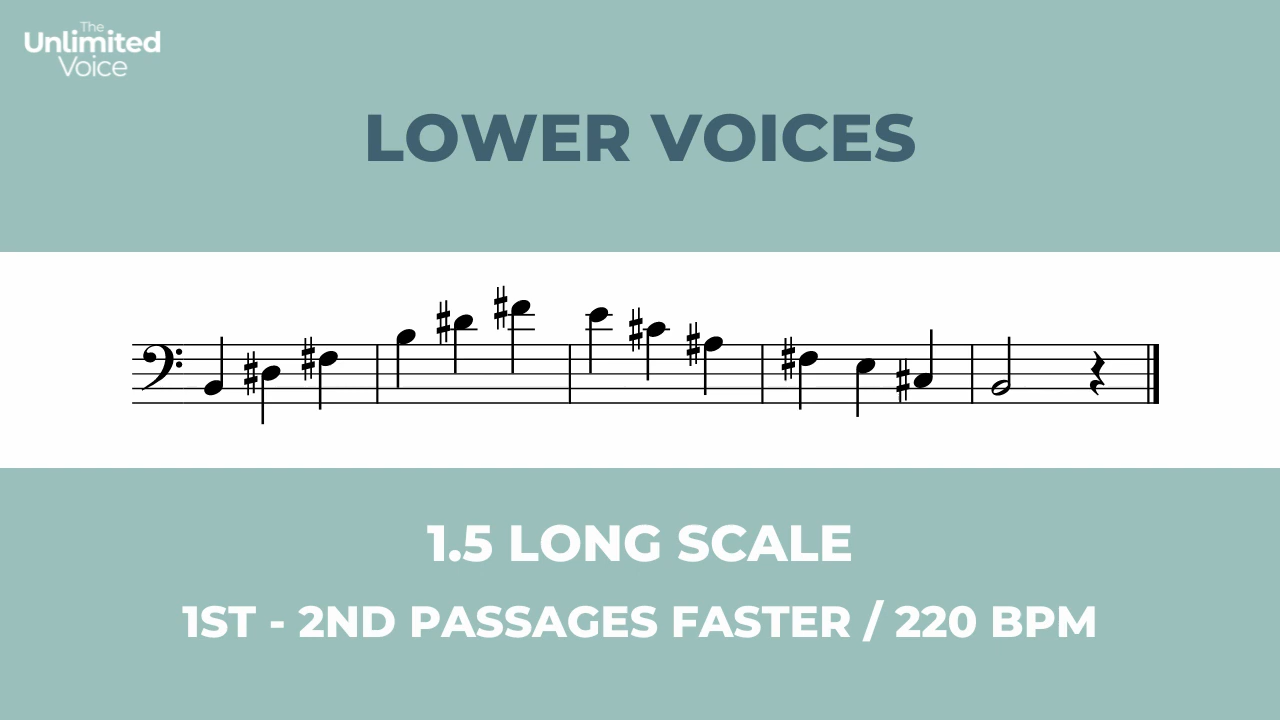 The
Unlimited
Voice
LOWER VOICES
1.5 LONG SCALE
1ST - 2ND PASSAGES FASTER / 220 BPM